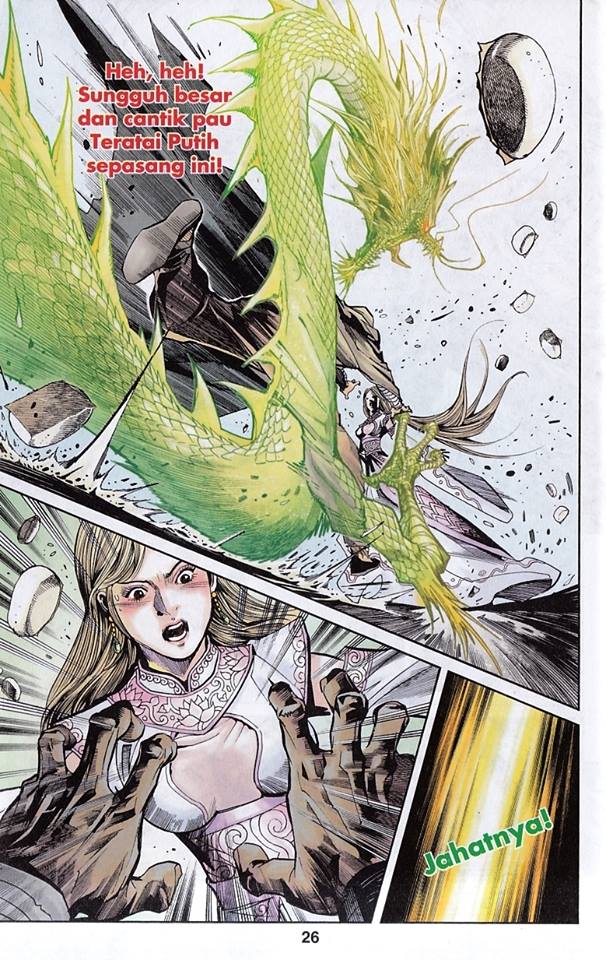 Heh, heh!
Sungguh besar
dan cantik pau
Teratai Putih
sepasang ini!
Jahatnya!
26